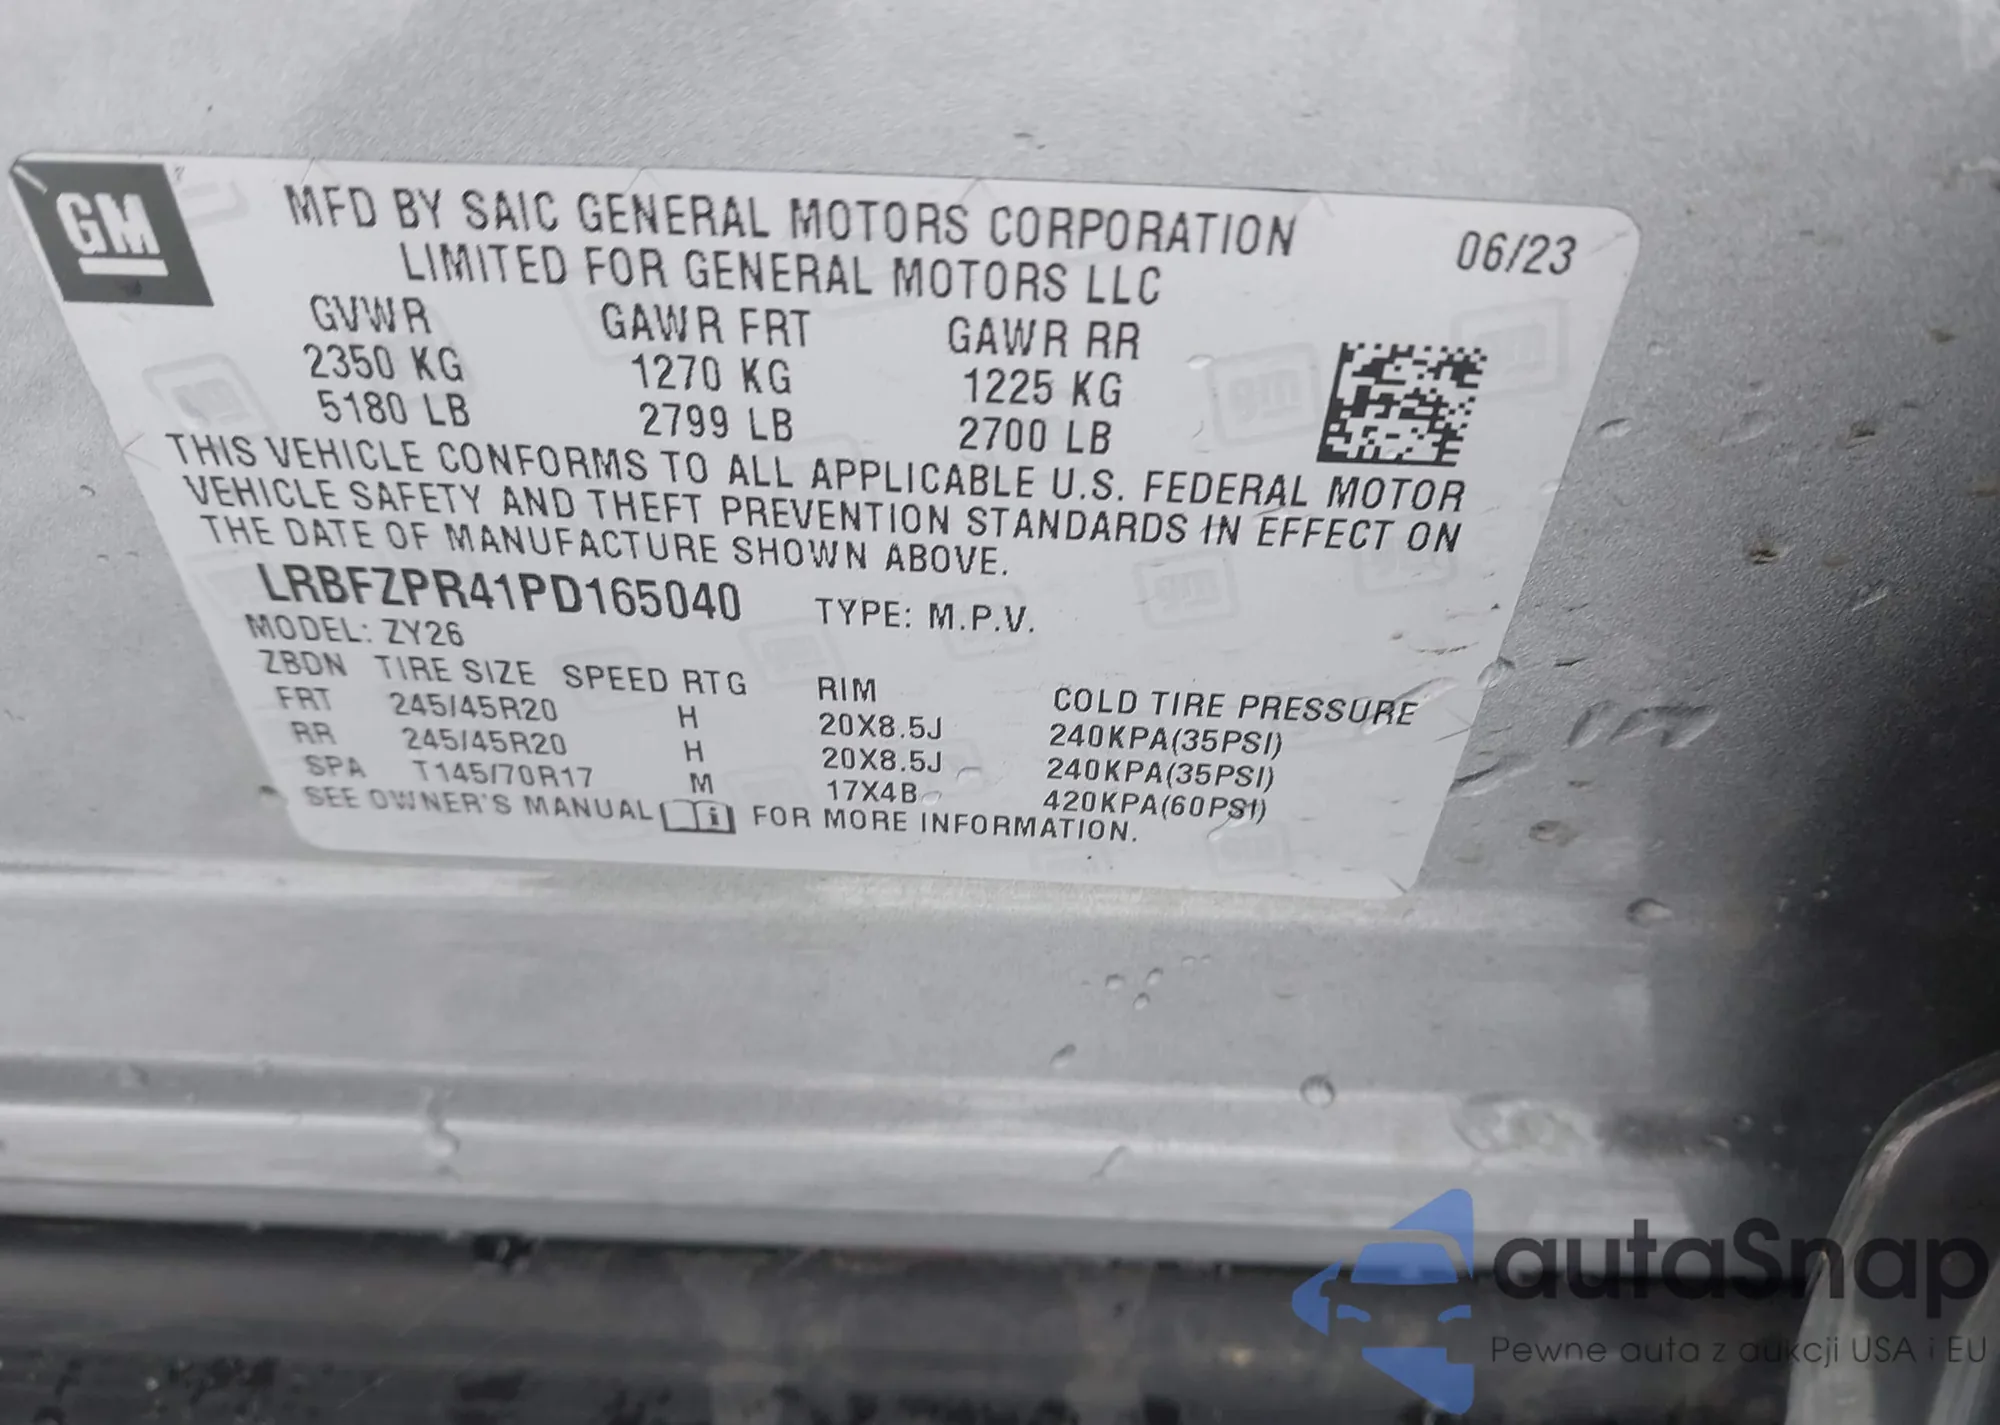 GM
MFD BY SAIC GENERAL MOTORS CORPORATION
LIMITED FOR GENERAL MOTORS LLC
06/23
GVWR GAWR FRT GAWR RR
2350 KG 1270 KG 1225 KG
5180 LB 2799 LB 2700 LB
THIS VEHICLE CONFORMS TO ALL APPLICABLE U.S. FEDERAL MOTOR
VEHICLE SAFETY AND THEFT PREVENTION STANDARDS IN EFFECT ON
THE DATE OF MANUFACTURE SHOWN ABOVE.
LRBFZPR41PD165040 TYPE: M.P.V.
MODEL: ZY26
ZBDN TIRE SIZE SPEED RTG RIM COLD TIRE PRESSURE
FRT 245/45R20 H 20X8.5J 240KPA(35PSI)
RR 245/45R20 H 20X8.5J 240KPA(35PSI)
SPA T145/70R17 M 17X4B 420KPA(60PSI)
SEE OWNER'S MANUAL i FOR MORE INFORMATION.
autaSnap
Pewne auta z aukcji USA i EU